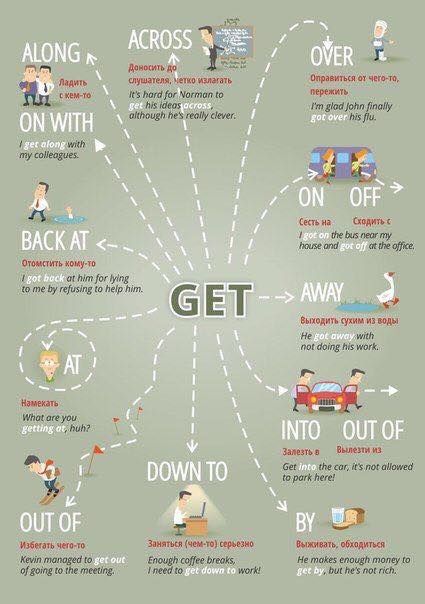 ALONG
Ладить
с кем-то
ON WITH
I get along with
my colleagues.
ACROSS
Доносить до
слушателя, четко излагать
It's hard for Norman to
get his ideas across,
although he's really clever.
OVER
Оправиться от чего-то,
пережить
I'm glad John finally
got over his flu.
ON OFF
Сесть на Сходить с
I got on the bus near my
house and got off at the office.
BACK AT
Отомстить кому-то
I got back at him for lying
to me by refusing to help him.
GET
AWAY
Выходить сухим из воды
He got away with
not doing his work.
AT
Намекать
What are you
getting at, huh?
INTO OUT OF
Залезть в Вылезти из
Get into the car, it's not allowed
to park here!
OUT OF
Избегать чего-то
Kevin managed to get out
of going to the meeting.
DOWN TO
Заняться (чем-то) серьезно
Enough coffee breaks,
I need to get down to work!
BY
Выживать, обходиться
He makes enough money to
get by, but he's not rich.